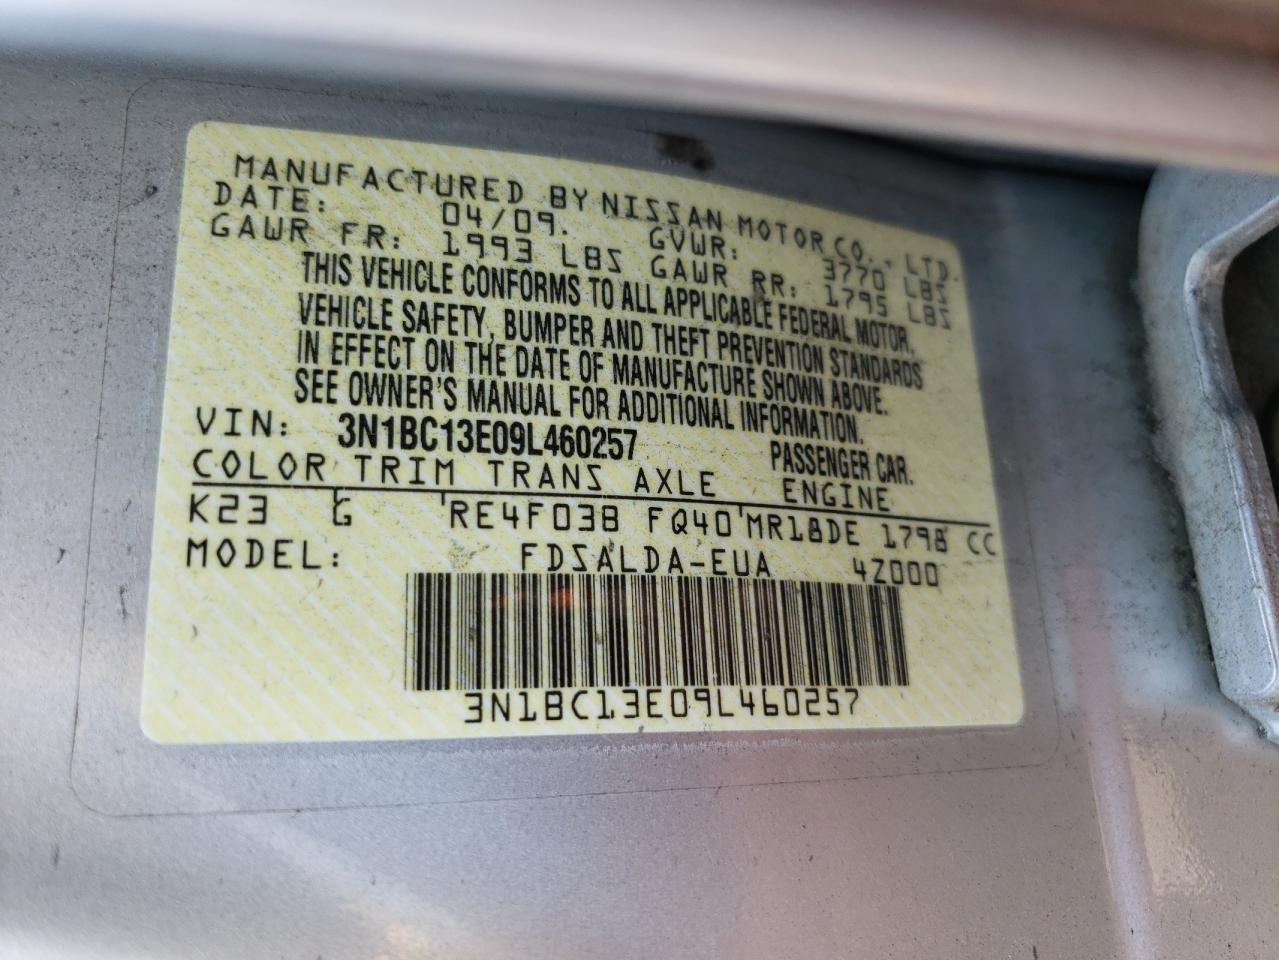 MANUFACTURED BY NISSAN MOTOR CO., LTD.
DATE: 04/09. GVWR: 3770 LBS
GAWR FR: 1993 LBS GAWR RR: 1795 LBS
THIS VEHICLE CONFORMS TO ALL APPLICABLE FEDERAL MOTOR.
VEHICLE SAFETY, BUMPER AND THEFT PREVENTION STANDARDS
IN EFFECT ON THE DATE OF MANUFACTURE SHOWN ABOVE.
SEE OWNER'S MANUAL FOR ADDITIONAL INFORMATION.
VIN: 3N1BC13E09L460257 PASSENGER CAR.
COLOR TRIM TRANS AXLE ENGINE
K23 G RE4F03B FQ40 MR18DE 1798 CC
MODEL: FDSALDA-EUA 4Z000
3N1BC13E09L460257